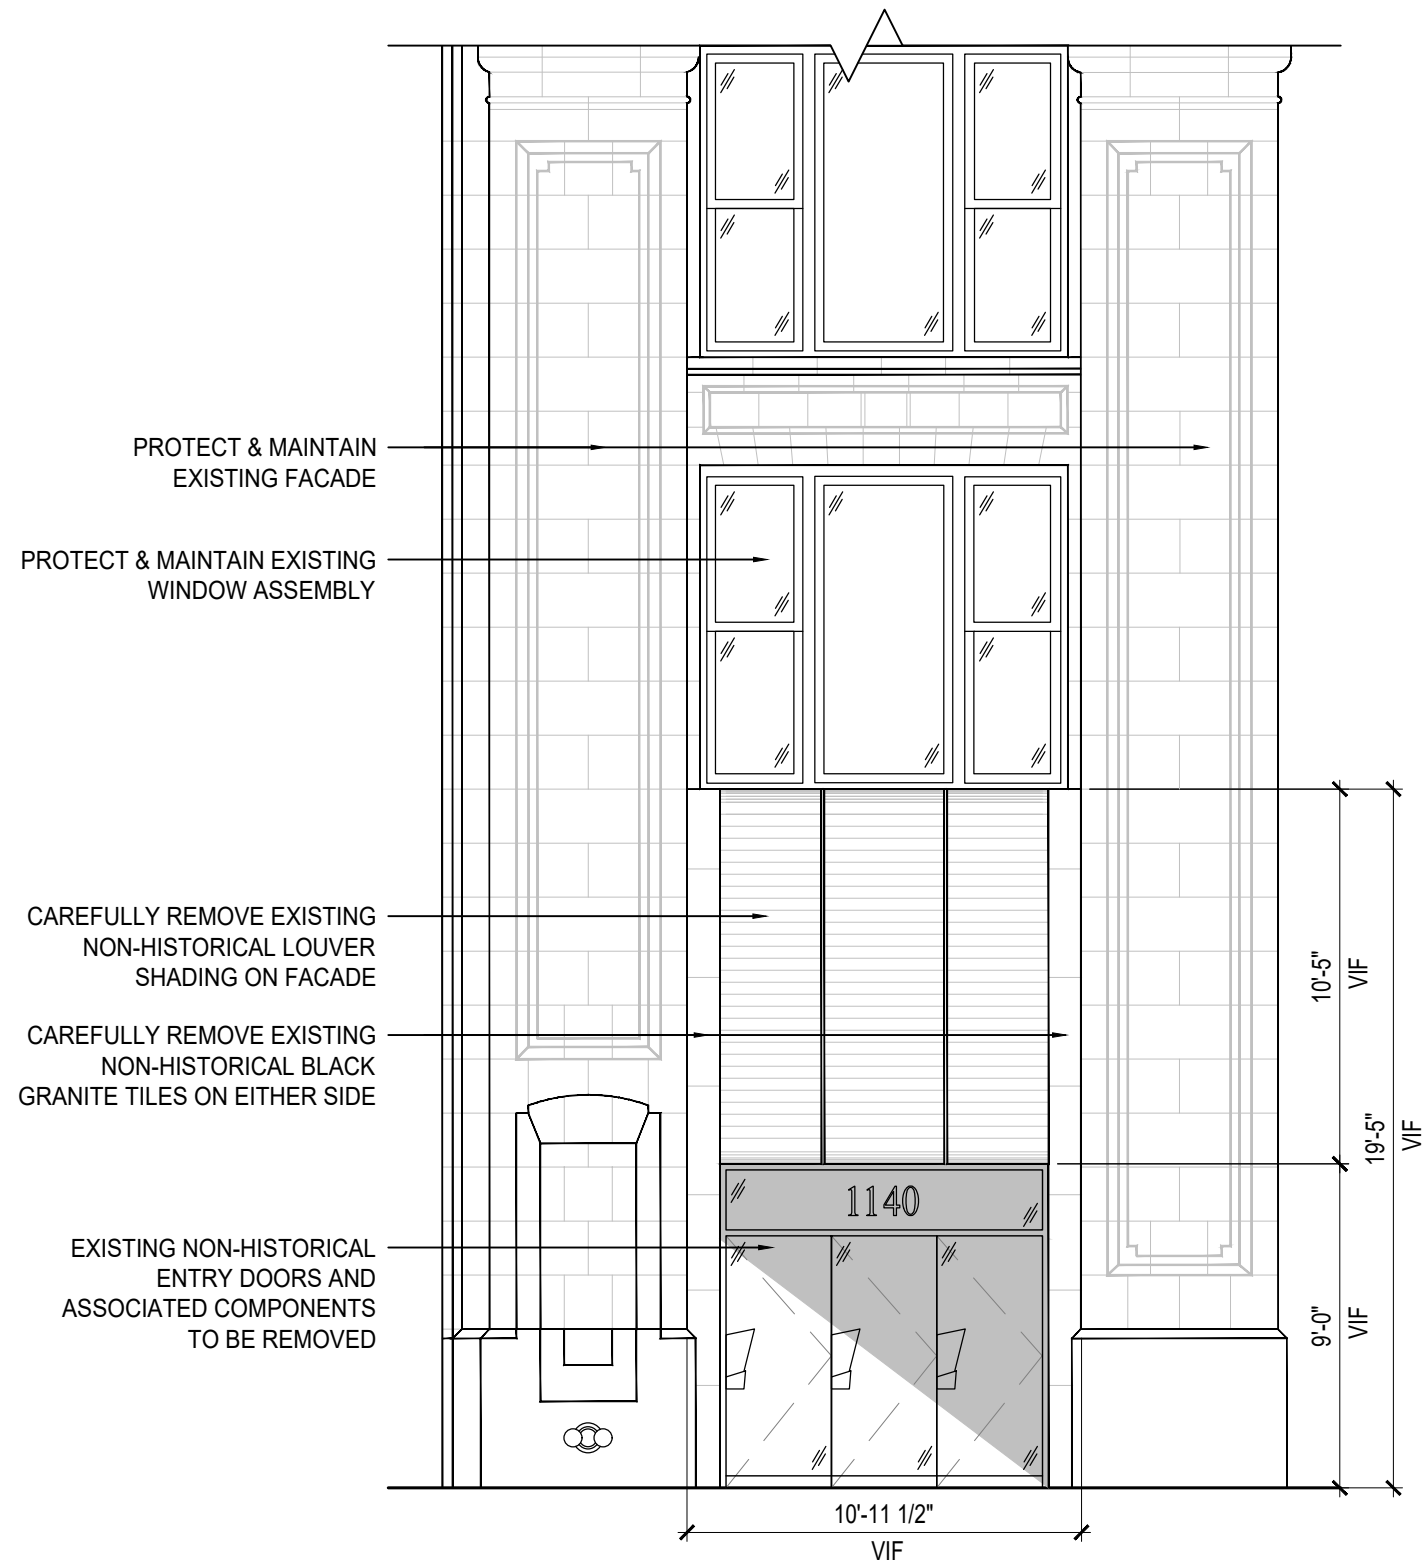 PROTECT & MAINTAIN
EXISTING FACADE
PROTECT & MAINTAIN EXISTING
WINDOW ASSEMBLY
CAREFULLY REMOVE EXISTING
NON-HISTORICAL LOUVER
SHADING ON FACADE
CAREFULLY REMOVE EXISTING
NON-HISTORICAL BLACK
GRANITE TILES ON EITHER SIDE
EXISTING NON-HISTORICAL
ENTRY DOORS AND
ASSOCIATED COMPONENTS
TO BE REMOVED
1140
10'-5"
VIF
19'-5"
VIF
9'-0"
VIF
10'-11 1/2"
VIF